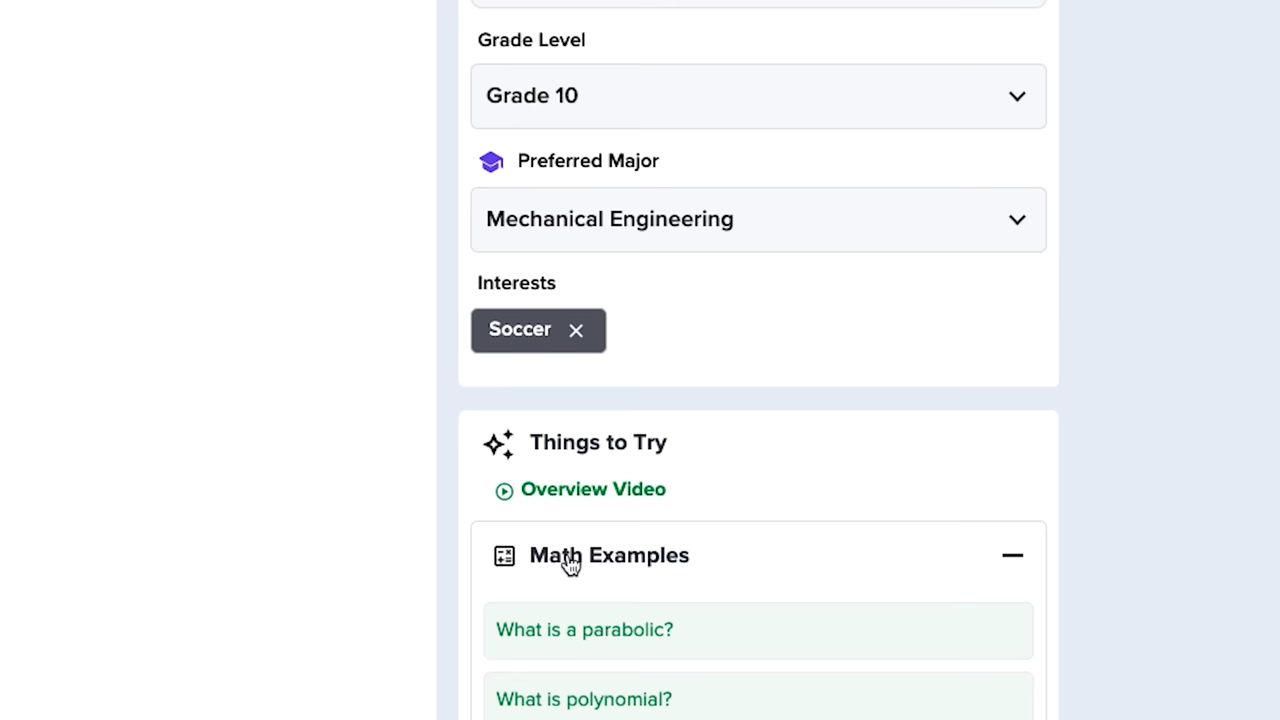 Grade Level
Grade 10
Preferred Major
Mechanical Engineering
Interests
Soccer
Things to Try
Overview Video
Math Examples
What is a parabolic?
What is polynomial?